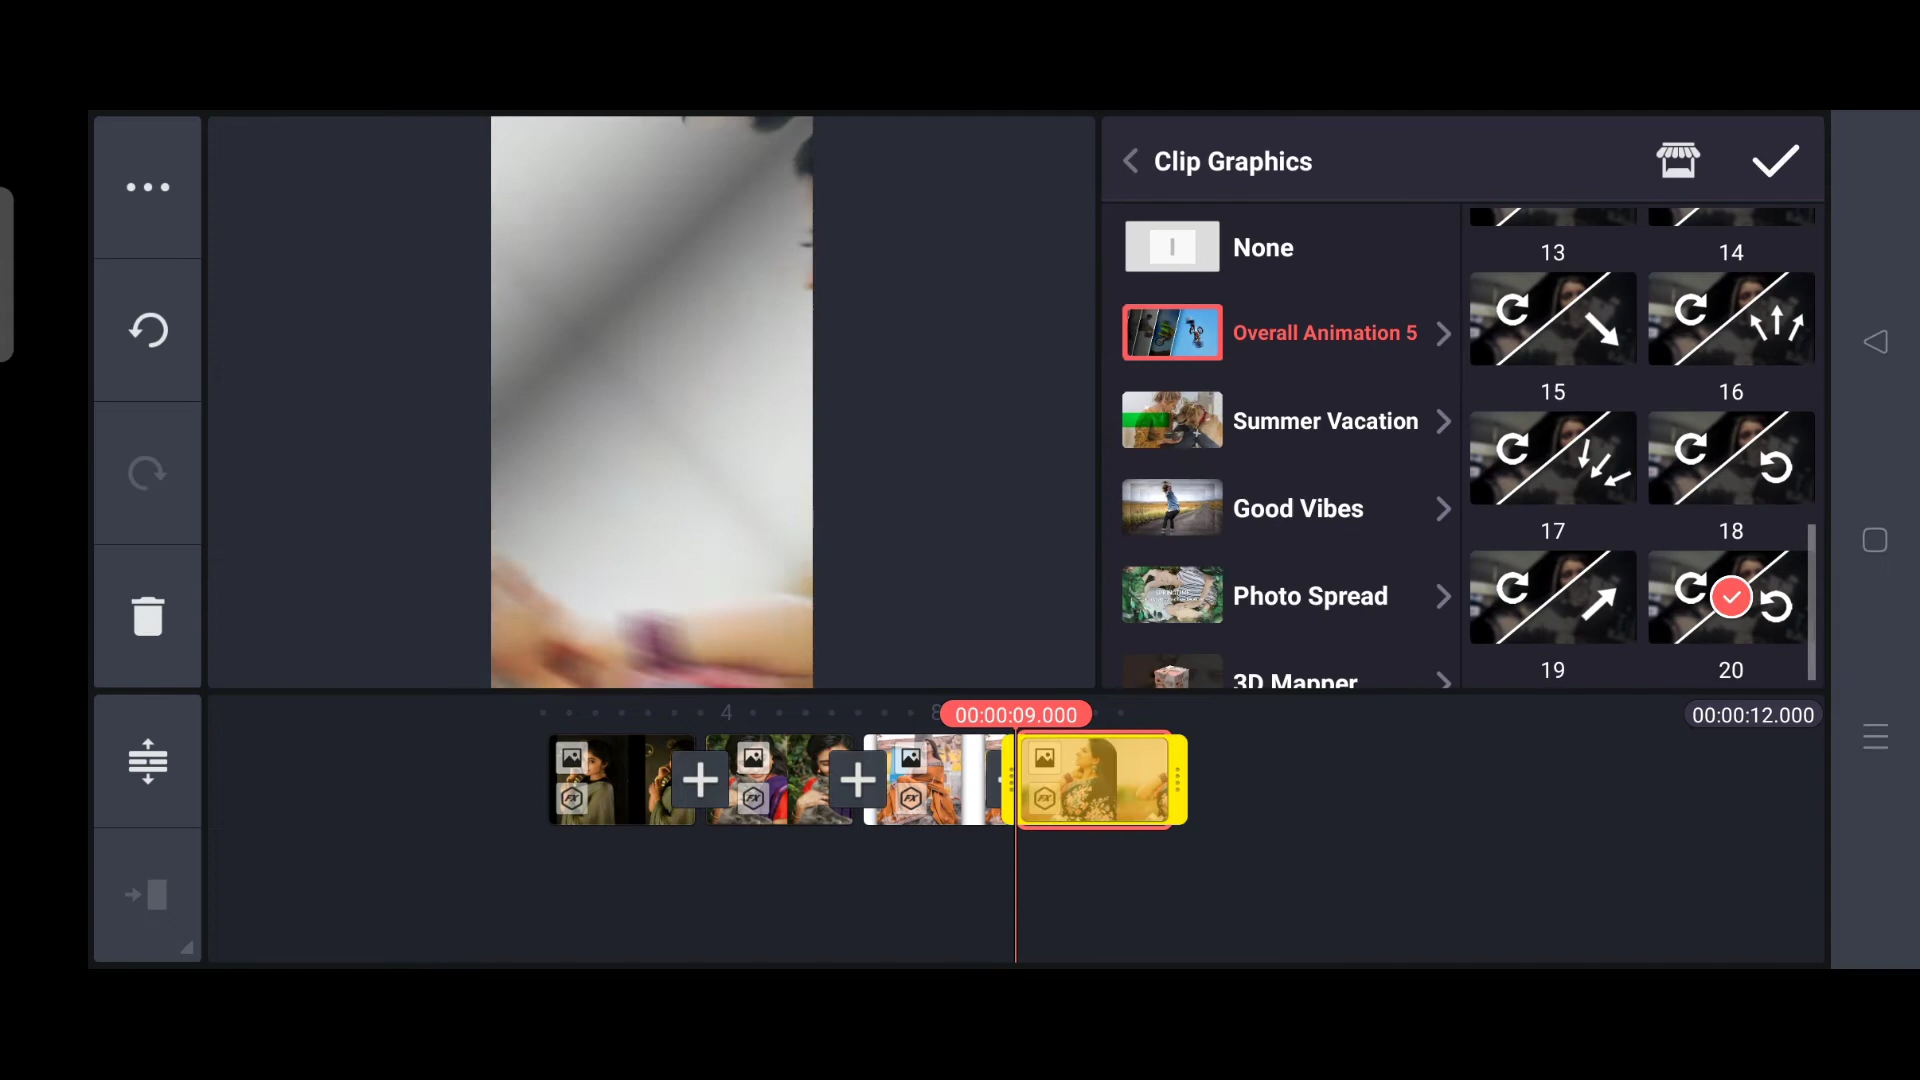 Clip Graphics
None
Overall Animation 5
Summer Vacation
Good Vibes
Photo Spread
3D Mapper
13
14
15
16
17
18
19
20
4
8
00:00:09.000
00:00:12.000